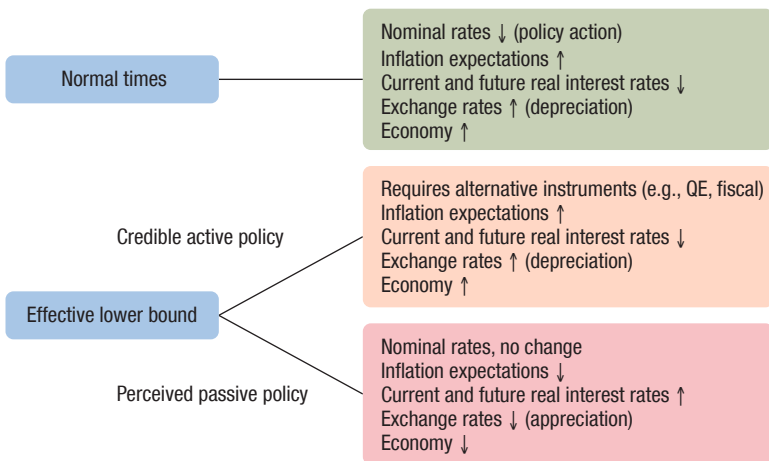 Normal times
Nominal rates ↓ (policy action)
Inflation expectations ↑
Current and future real interest rates ↓
Exchange rates ↑ (depreciation)
Economy ↑
Effective lower bound
Credible active policy
Requires alternative instruments (e.g., QE, fiscal)
Inflation expectations ↑
Current and future real interest rates ↓
Exchange rates ↑ (depreciation)
Economy ↑
Perceived passive policy
Nominal rates, no change
Inflation expectations ↓
Current and future real interest rates ↑
Exchange rates ↓ (appreciation)
Economy ↓